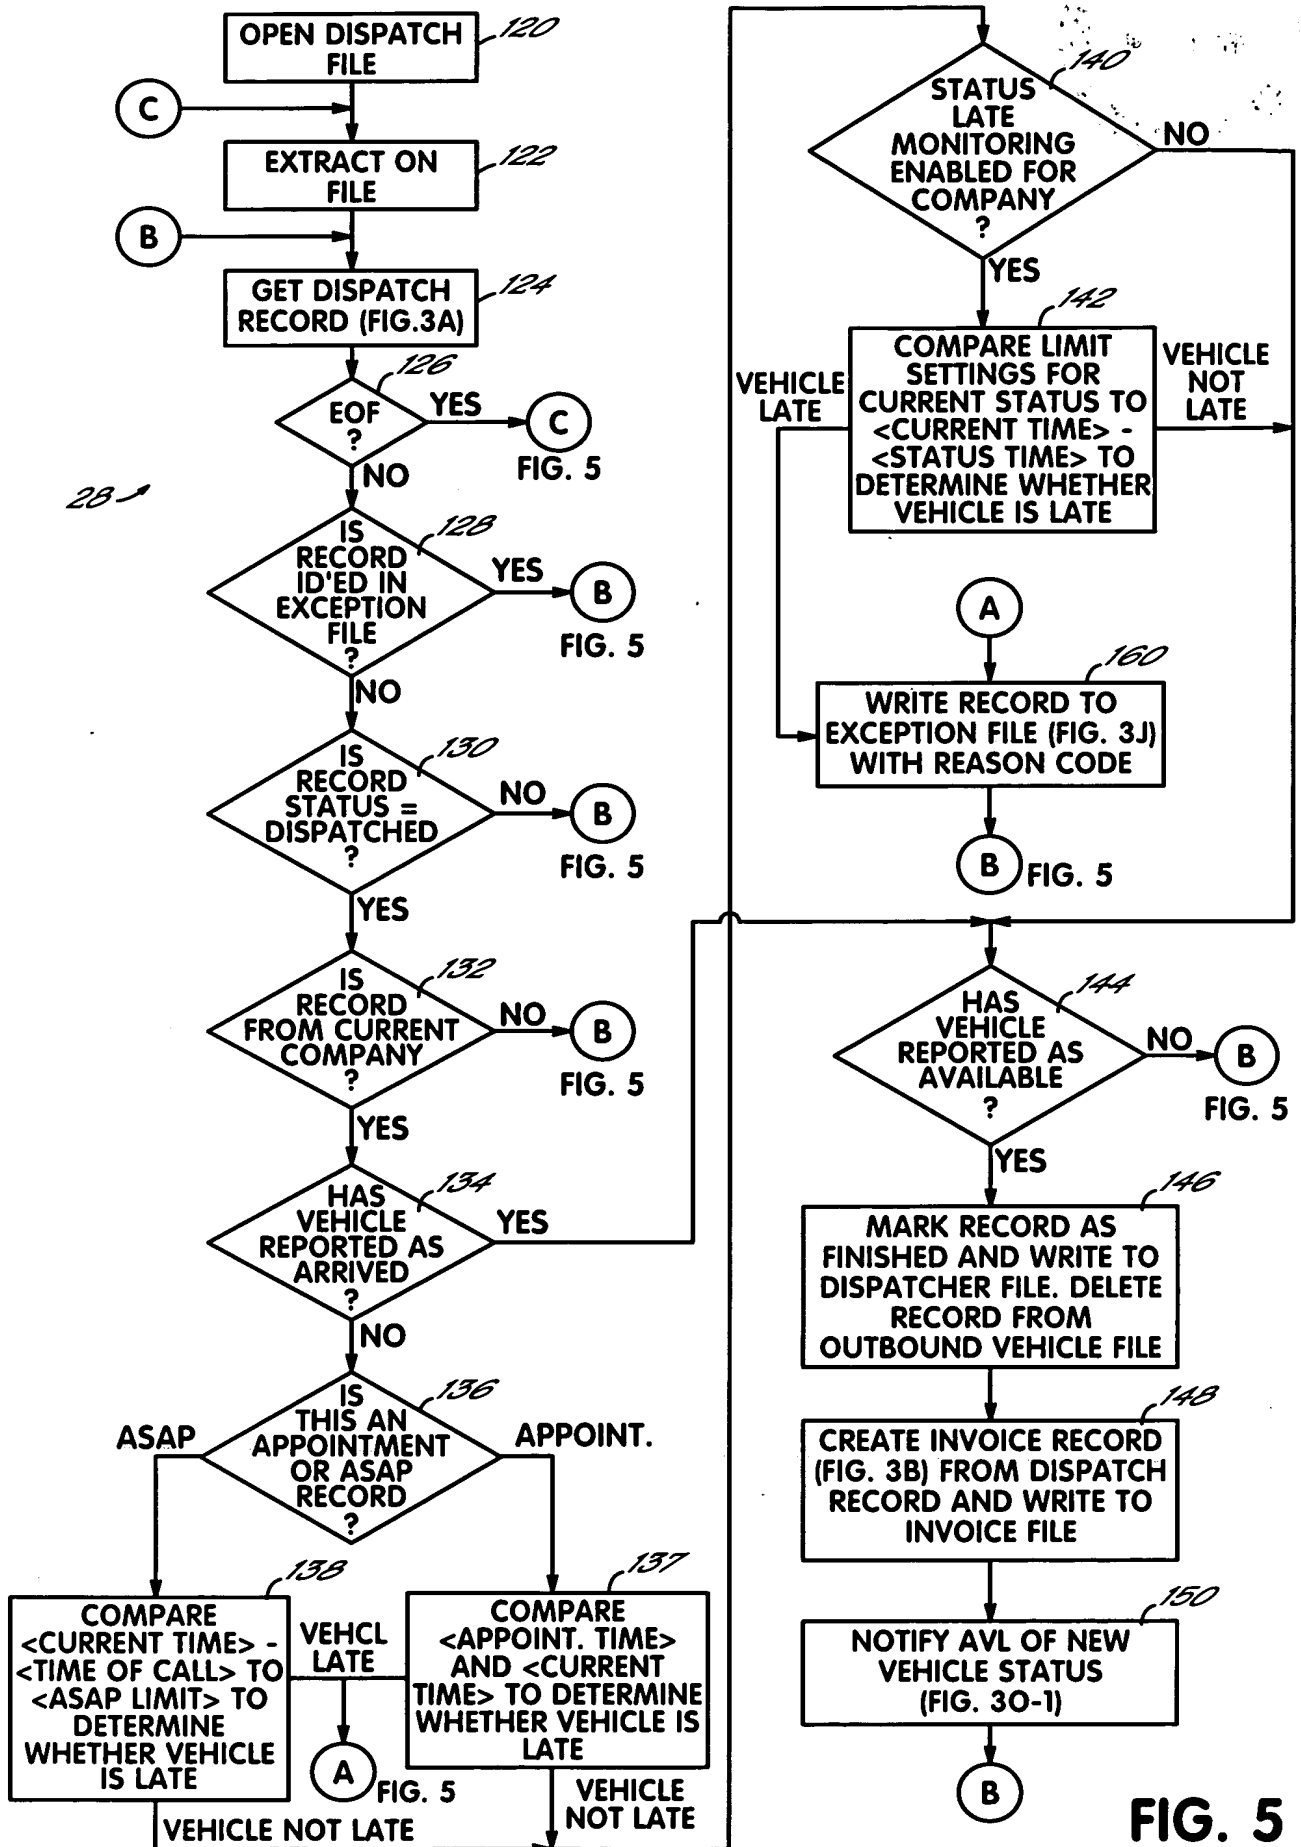 OPEN DISPATCH
FILE
120
C
EXTRACT ON
FILE
122
B
GET DISPATCH
RECORD (FIG.3A)
124
126
EOF
?
YES
C
FIG. 5
NO
28
IS
RECORD
ID'ED IN
EXCEPTION
FILE
?
128
YES
B
FIG. 5
NO
IS
RECORD
STATUS =
DISPATCHED
?
130
NO
B
FIG. 5
YES
IS
RECORD
FROM CURRENT
COMPANY
?
132
NO
B
FIG. 5
YES
HAS
VEHICLE
REPORTED AS
ARRIVED
?
134
YES
NO
IS
THIS AN
APPOINTMENT
OR ASAP
RECORD
?
136
ASAP
APPOINT.
138
COMPARE
<CURRENT TIME> -
<TIME OF CALL> TO
<ASAP LIMIT> TO
DETERMINE
WHETHER VEHICLE
IS LATE
VEHCL
LATE
A
FIG. 5
137
COMPARE
<APPOINT. TIME>
AND <CURRENT
TIME> TO DETERMINE
WHETHER VEHICLE IS
LATE
VEHICLE NOT LATE
VEHICLE
NOT LATE
STATUS
LATE
MONITORING
ENABLED FOR
COMPANY
?
140
NO
YES
142
COMPARE LIMIT
SETTINGS FOR
CURRENT STATUS TO
<CURRENT TIME> -
<STATUS TIME> TO
DETERMINE WHETHER
VEHICLE IS LATE
VEHICLE
LATE
VEHICLE
NOT
LATE
A
160
WRITE RECORD TO
EXCEPTION FILE (FIG. 3J)
WITH REASON CODE
B
FIG. 5
HAS
VEHICLE
REPORTED AS
AVAILABLE
?
144
NO
B
FIG. 5
YES
146
MARK RECORD AS
FINISHED AND WRITE TO
DISPATCHER FILE. DELETE
RECORD FROM
OUTBOUND VEHICLE FILE
148
CREATE INVOICE RECORD
(FIG. 3B) FROM DISPATCH
RECORD AND WRITE TO
INVOICE FILE
150
NOTIFY AVL OF NEW
VEHICLE STATUS
(FIG. 3O-1)
B
FIG. 5